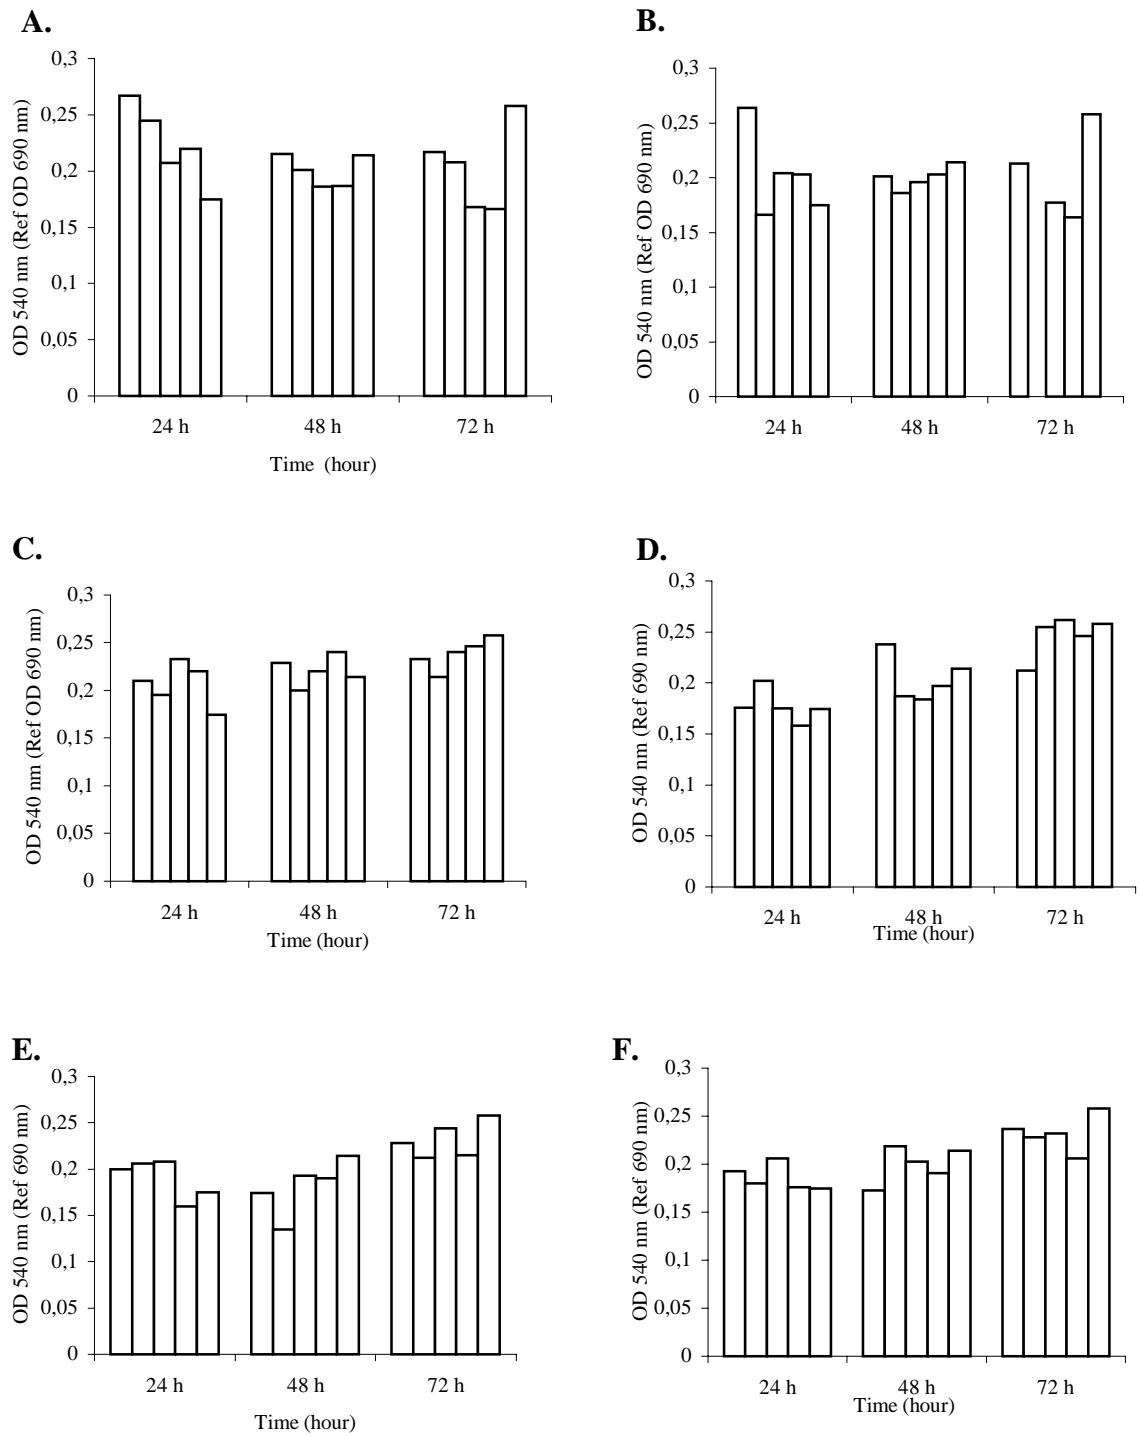 A.
OD 540 nm (Ref OD 690 nm)
0,3
0,25
0,2
0,15
0,1
0,05
0
24 h 48 h 72 h
Time (hour)
B.
OD 540 nm (Ref OD 690 nm)
0,3
0,25
0,2
0,15
0,1
0,05
0
24 h 48 h 72 h
C.
OD 540 nm (Ref OD 690 nm)
0,3
0,25
0,2
0,15
0,1
0,05
0
24 h 48 h 72 h
Time (hour)
D.
OD 540 nm (Ref 690 nm)
0,3
0,25
0,2
0,15
0,1
0,05
0
24 h 48 h 72 h
Time (hour)
E.
OD 540 nm (Ref 690 nm)
0,3
0,25
0,2
0,15
0,1
0,05
0
24 h 48 h 72 h
Time (hour)
F.
OD 540 nm (Ref 690 nm)
0,3
0,25
0,2
0,15
0,1
0,05
0
24 h 48 h 72 h
Time (hour)